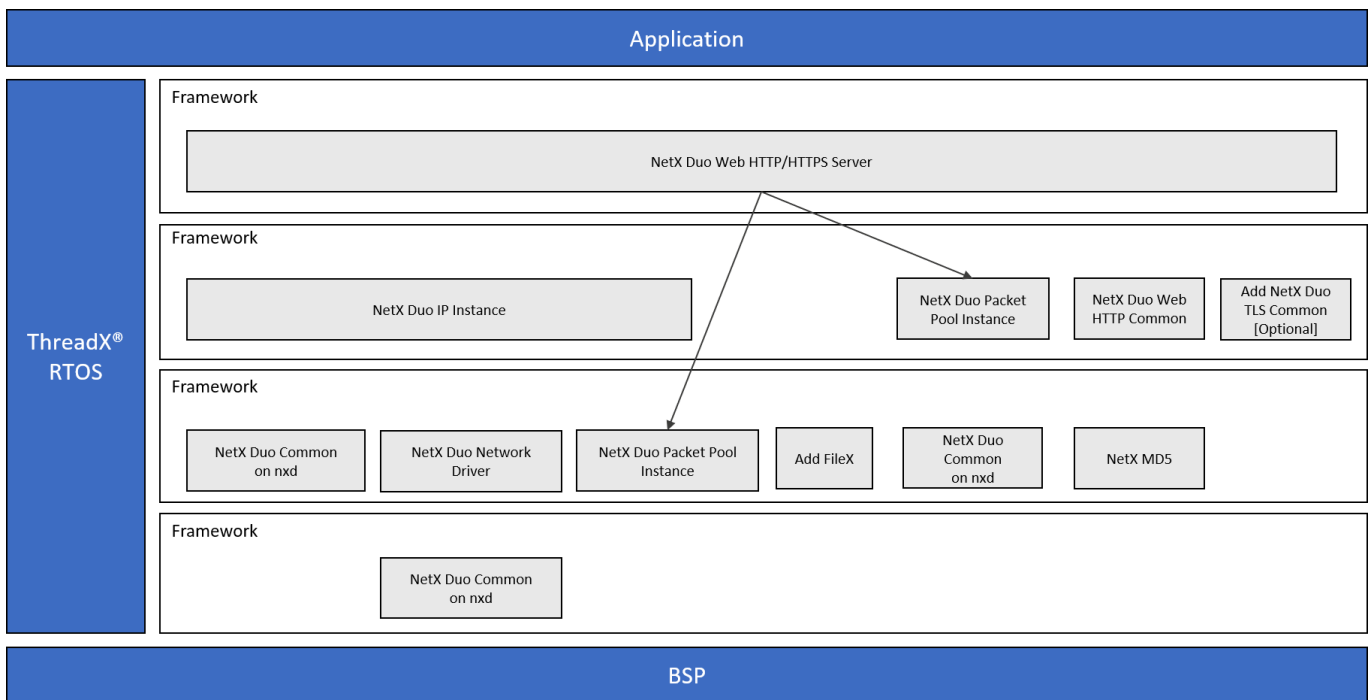 Application
ThreadX®
RTOS
Framework
NetX Duo Web HTTP/HTTPS Server
Framework
NetX Duo IP Instance
NetX Duo Packet
Pool Instance
NetX Duo Web
HTTP Common
Add NetX Duo
TLS Common
[Optional]
Framework
NetX Duo Common
on nxd
NetX Duo Network
Driver
NetX Duo Packet Pool
Instance
Add FileX
NetX Duo
Common
on nxd
NetX MD5
Framework
NetX Duo Common
on nxd
BSP